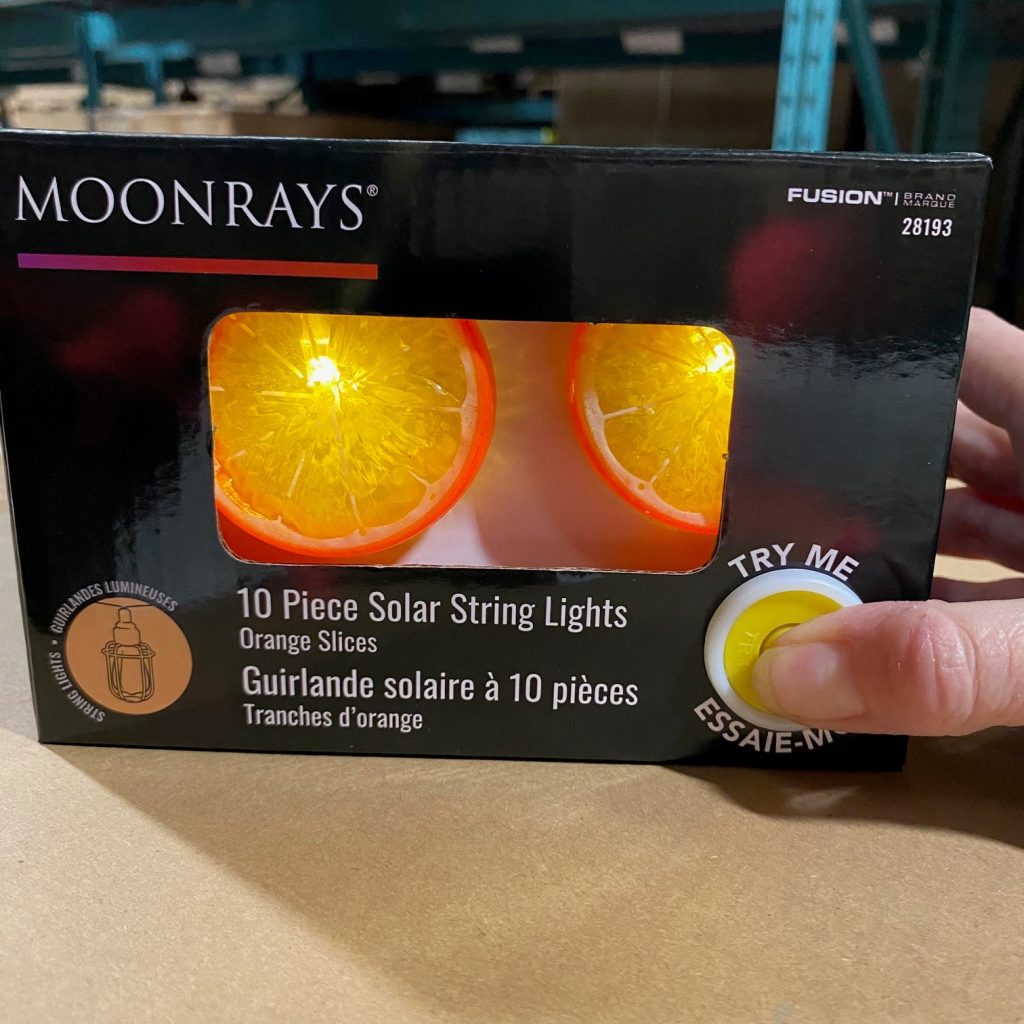 MOONRAYS®
FUSION™ | BRAND MARQUE
28193
TRY ME
10 Piece Solar String Lights
Orange Slices
Guirlande solaire à 10 pièces
Tranches d'orange
STRING LIGHTS • GUIRLANDES LUMINEUSES